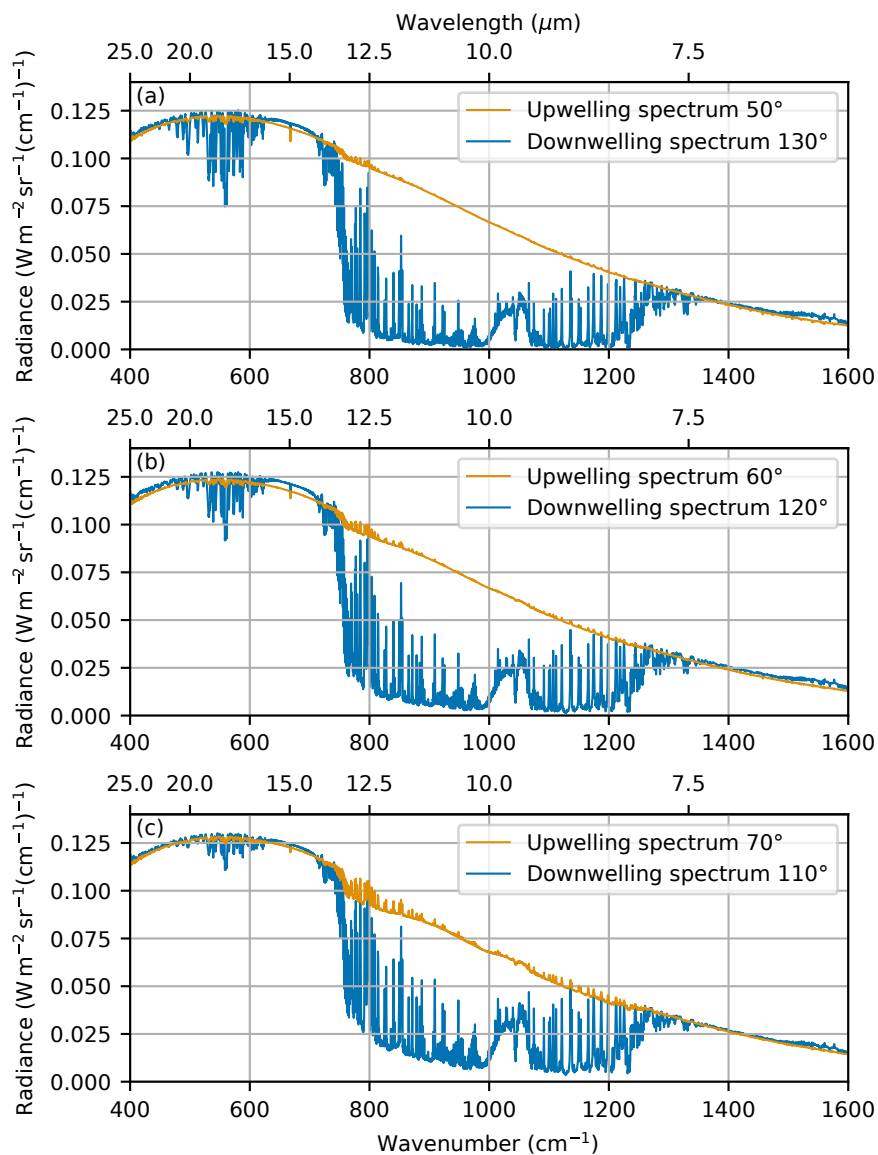 Wavelength (μm)
25.0 20.0 15.0 12.5 10.0 7.5
(a)
Upwelling spectrum 50°
Downwelling spectrum 130°
0.125
0.100
0.075
0.050
0.025
0.000
Radiance (W m⁻² sr⁻¹(cm⁻¹)⁻¹)
400 600 800 1000 1200 1400 1600
25.0 20.0 15.0 12.5 10.0 7.5
(b)
Upwelling spectrum 60°
Downwelling spectrum 120°
0.125
0.100
0.075
0.050
0.025
0.000
Radiance (W m⁻² sr⁻¹(cm⁻¹)⁻¹)
400 600 800 1000 1200 1400 1600
25.0 20.0 15.0 12.5 10.0 7.5
(c)
Upwelling spectrum 70°
Downwelling spectrum 110°
0.125
0.100
0.075
0.050
0.025
0.000
Radiance (W m⁻² sr⁻¹(cm⁻¹)⁻¹)
400 600 800 1000 1200 1400 1600
Wavenumber (cm⁻¹)